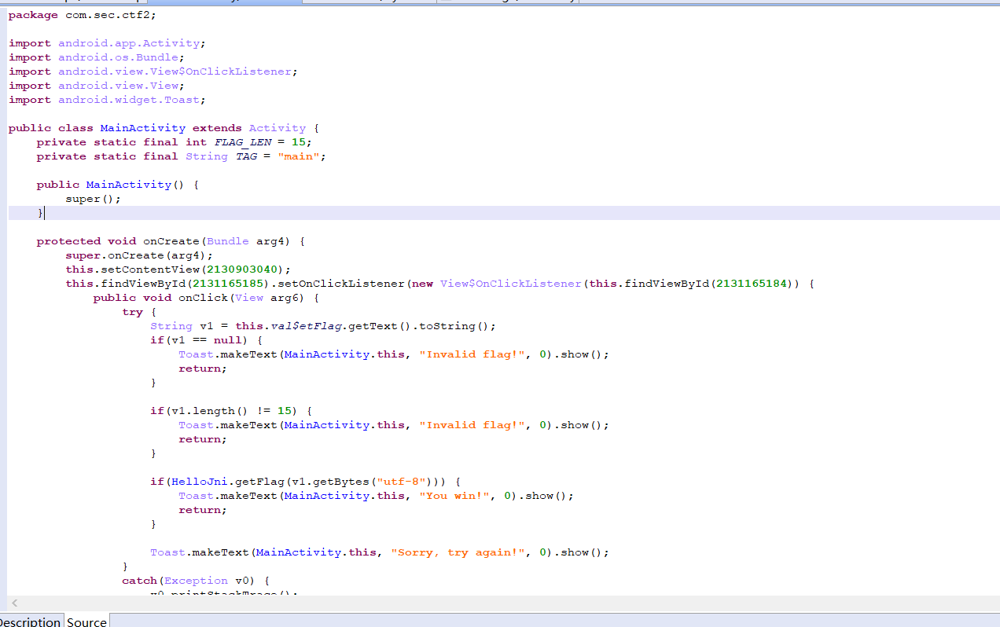 package com.sec.ctf2;
import android.app.Activity;
import android.os.Bundle;
import android.view.View$OnClickListener;
import android.view.View;
import android.widget.Toast;
public class MainActivity extends Activity {
    private static final int FLAG_LEN = 15;
    private static final String TAG = "main";
    public MainActivity() {
        super();
    }
    protected void onCreate(Bundle arg4) {
        super.onCreate(arg4);
        this.setContentView(2130903040);
        this.findViewById(2131165185).setOnClickListener(new View$OnClickListener(this.findViewById(2131165184)) {
            public void onClick(View arg6) {
                try {
                    String v1 = this.val$etFlag.getText().toString();
                    if(v1 == null) {
                        Toast.makeText(MainActivity.this, "Invalid flag!", 0).show();
                        return;
                    }
                    if(v1.length() != 15) {
                        Toast.makeText(MainActivity.this, "Invalid flag!", 0).show();
                        return;
                    }
                    if(HelloJni.getFlag(v1.getBytes("utf-8"))) {
                        Toast.makeText(MainActivity.this, "You win!", 0).show();
                        return;
                    }
                    Toast.makeText(MainActivity.this, "Sorry, try again!", 0).show();
                }
                catch(Exception v0) {
                    v0.printStackTrace();
Description Source